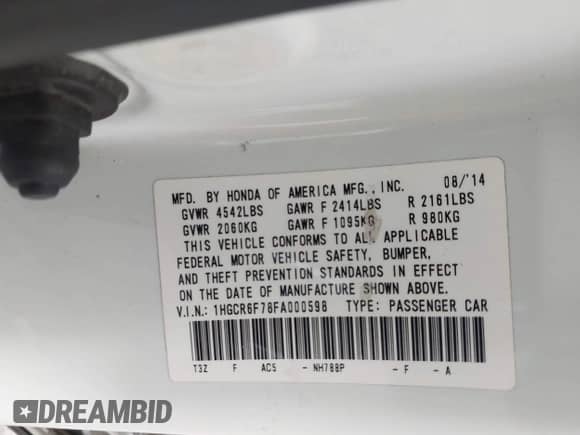 MFD. BY HONDA OF AMERICA MFG., INC. 08/'14
GVWR 4542LBS GAWR F 2414LBS R 2161LBS
GVWR 2060KG GAWR F 1095KG R 980KG
THIS VEHICLE CONFORMS TO ALL APPLICABLE
FEDERAL MOTOR VEHICLE SAFETY, BUMPER,
AND THEFT PREVENTION STANDARDS IN EFFECT
ON THE DATE OF MANUFACTURE SHOWN ABOVE.
V.I.N.: 1HGCR6F78FA000598 TYPE: PASSENGER CAR
T3Z F AC5 - NH788P - F - A
DREAMBID